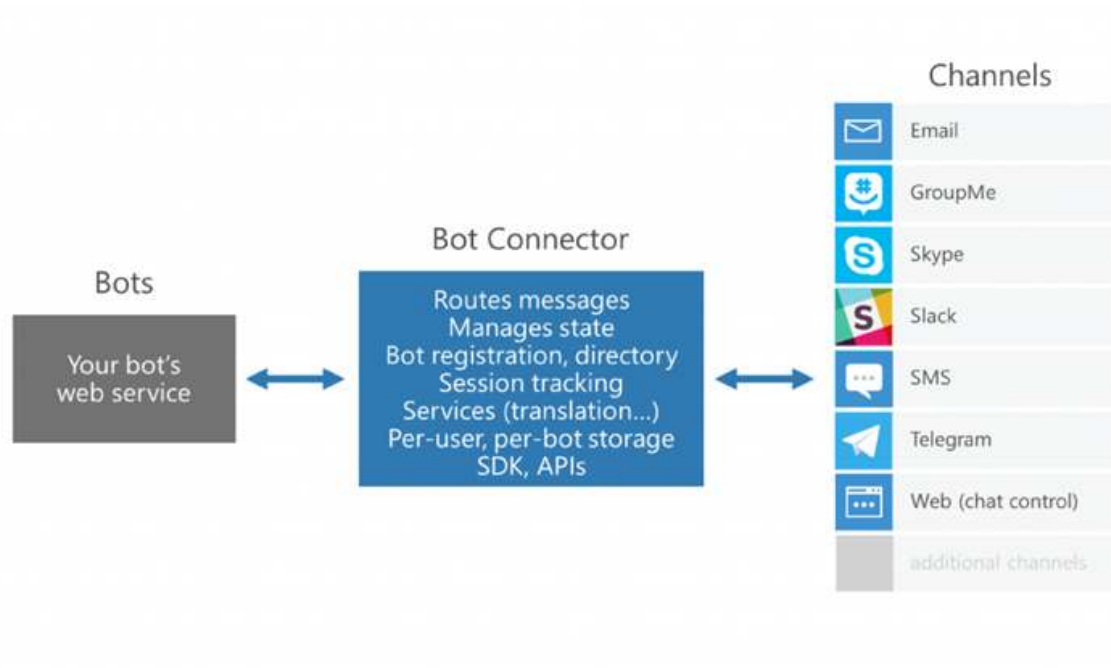 Channels
Email
GroupMe
Skype
Slack
SMS
Telegram
Web (chat control)
additional channels
Bot Connector
Routes messages
Manages state
Bot registration, directory
Session tracking
Services (translation...)
Per-user, per-bot storage
SDK, APIs
Bots
Your bot's
web service